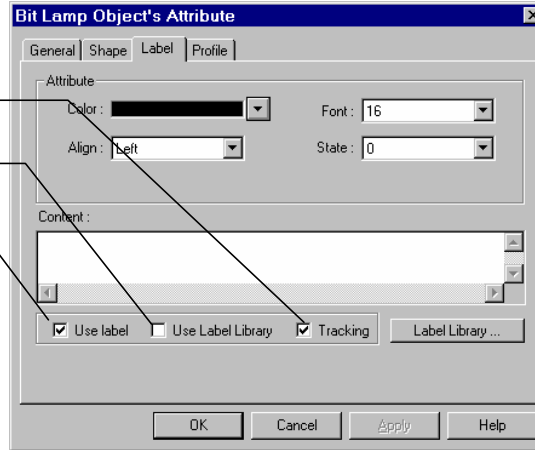 Bit Lamp Object's Attribute
General Shape Label Profile
Attribute
Color : Font : 16
Align : Left State : 0
Content :
Use label Use Label Library Tracking Label Library ...
OK Cancel Apply Help